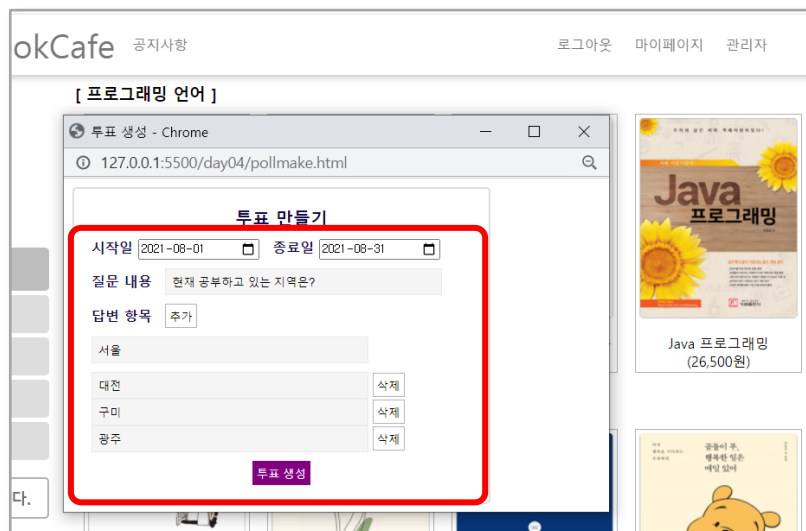 okCafe 공지사항 로그아웃 마이페이지 관리자
[ 프로그래밍 언어 ]
투표 생성 - Chrome
127.0.0.1:5500/day04/pollmake.html
투표 만들기
시작일 2021-08-01 종료일 2021-08-31
질문 내용 현재 공부하고 있는 지역은?
답변 항목 추가
서울
대전 삭제
구미 삭제
광주 삭제
투표 생성
다.
Java
프로그래밍
Java 프로그래밍
(26,500원)
곰돌이 푸,
행복한 일은
매일 있어